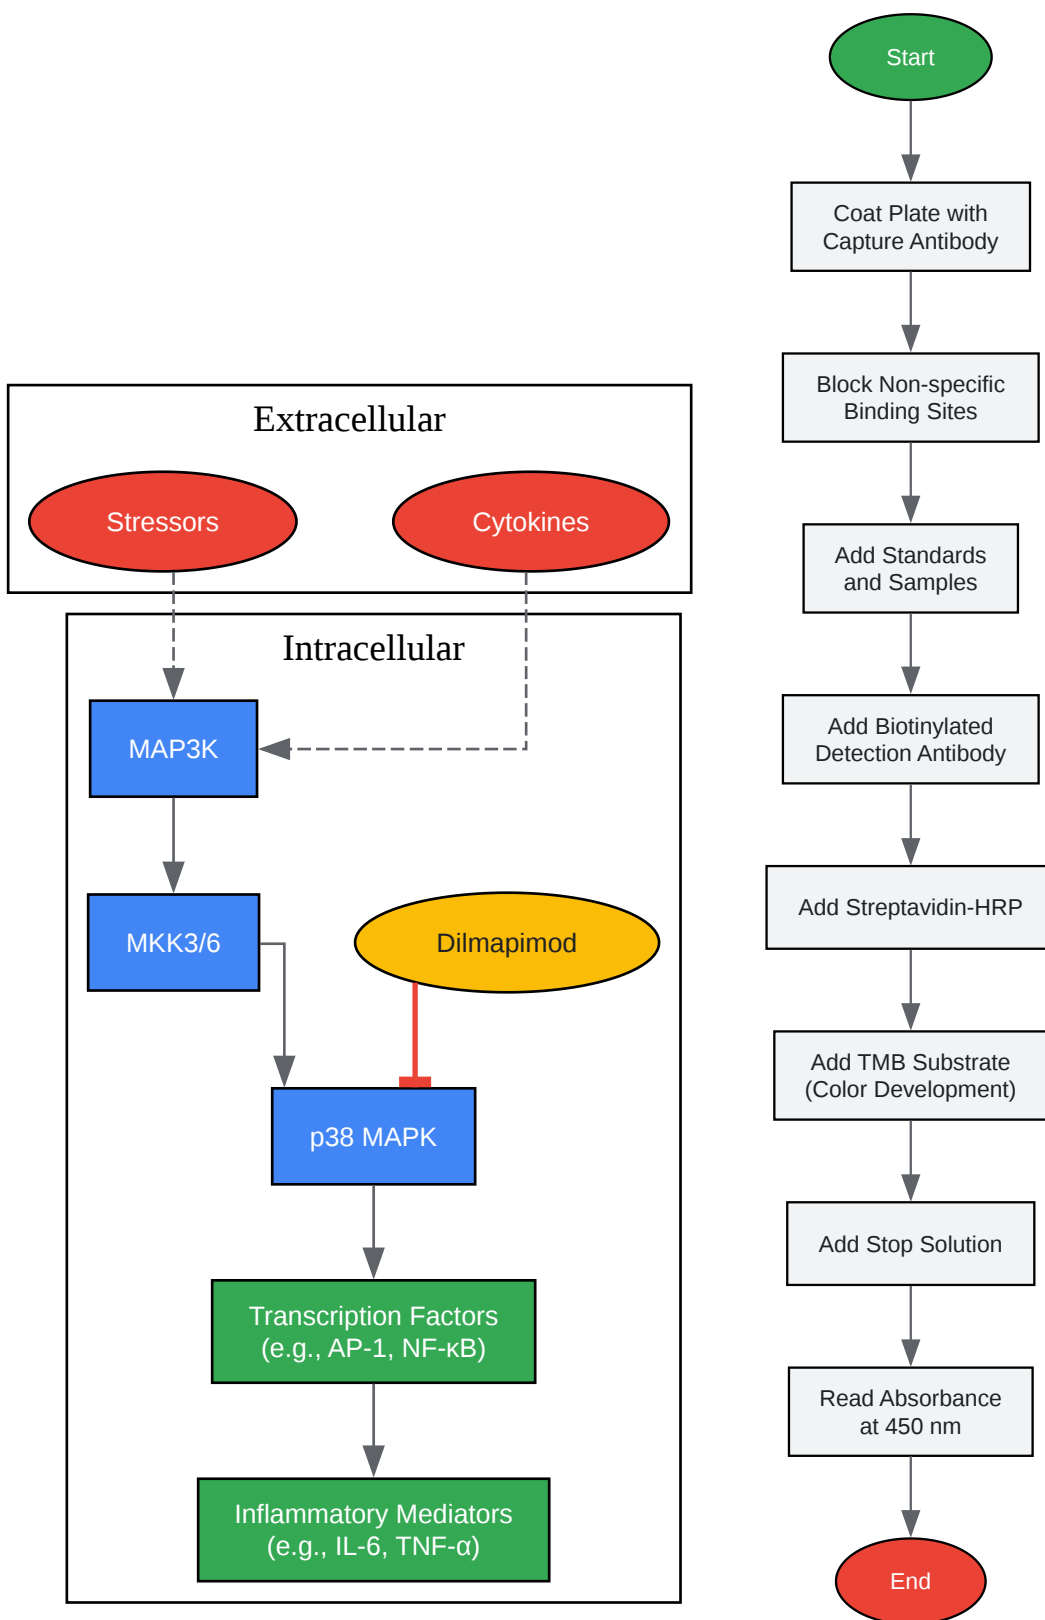 Extracellular
Stressors
Cytokines
Intracellular
MAP3K
MKK3/6
Dilmapimod
p38 MAPK
Transcription Factors
(e.g., AP-1, NF-κB)
Inflammatory Mediators
(e.g., IL-6, TNF-α)
Start
Coat Plate with
Capture Antibody
Block Non-specific
Binding Sites
Add Standards
and Samples
Add Biotinylated
Detection Antibody
Add Streptavidin-HRP
Add TMB Substrate
(Color Development)
Add Stop Solution
Read Absorbance
at 450 nm
End